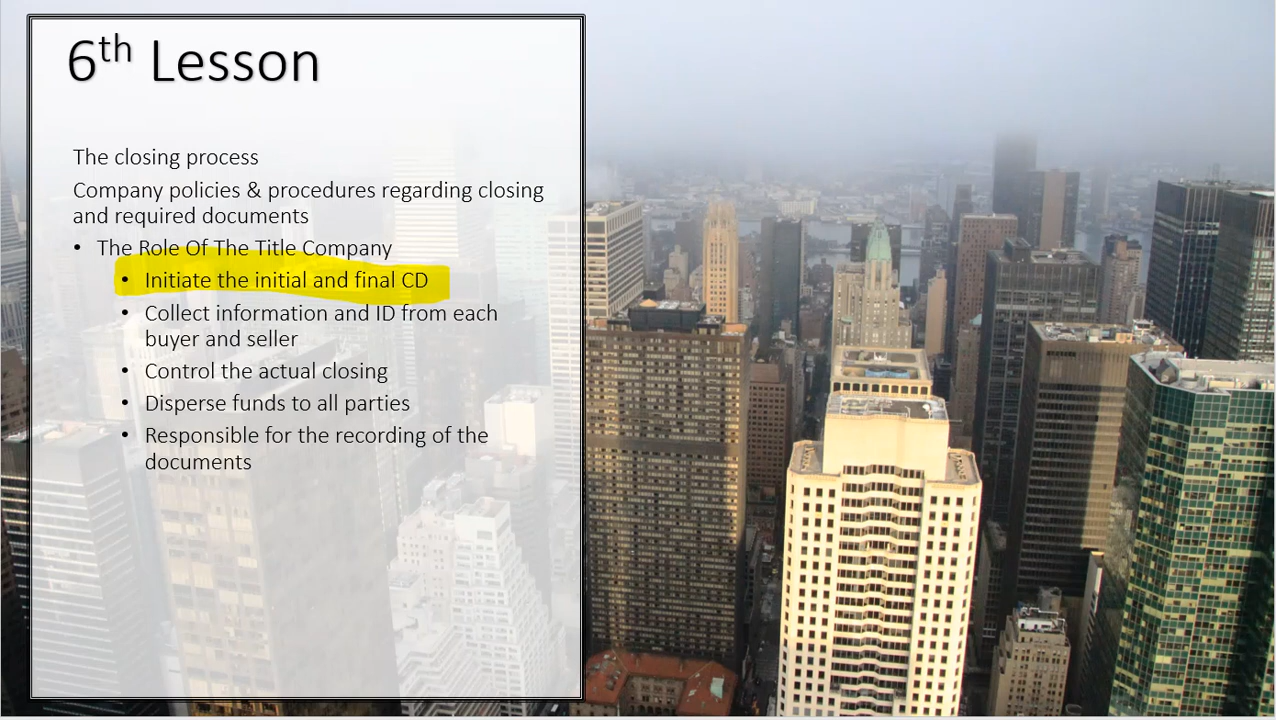 6th Lesson
The closing process
Company policies & procedures regarding closing
and required documents
• The Role Of The Title Company
• Initiate the initial and final CD
• Collect information and ID from each
buyer and seller
• Control the actual closing
• Disperse funds to all parties
• Responsible for the recording of the
documents